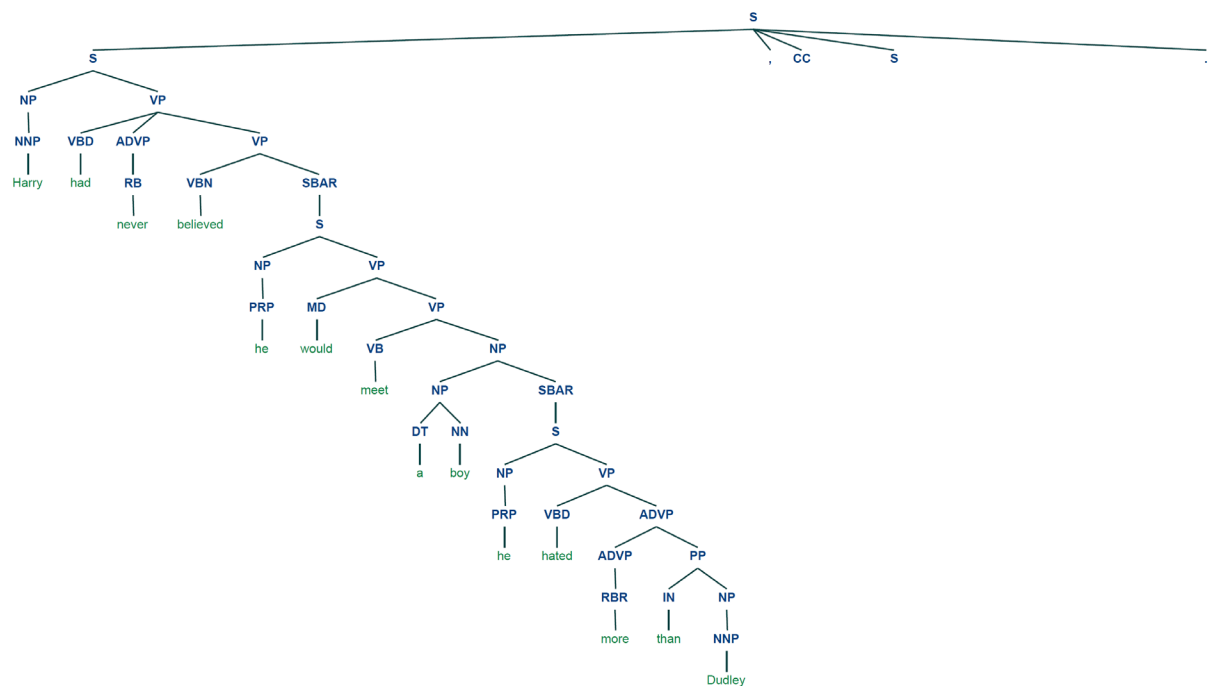 S
S , CC S .
NP VP
NNP VBD ADVP VP
Harry had RB VBN SBAR
never believed S
NP VP
PRP MD VP
he would VB NP
meet NP SBAR
DT NN S
a boy NP VP
PRP VBD ADVP
he hated ADVP PP
RBR IN NP
more than NNP
Dudley